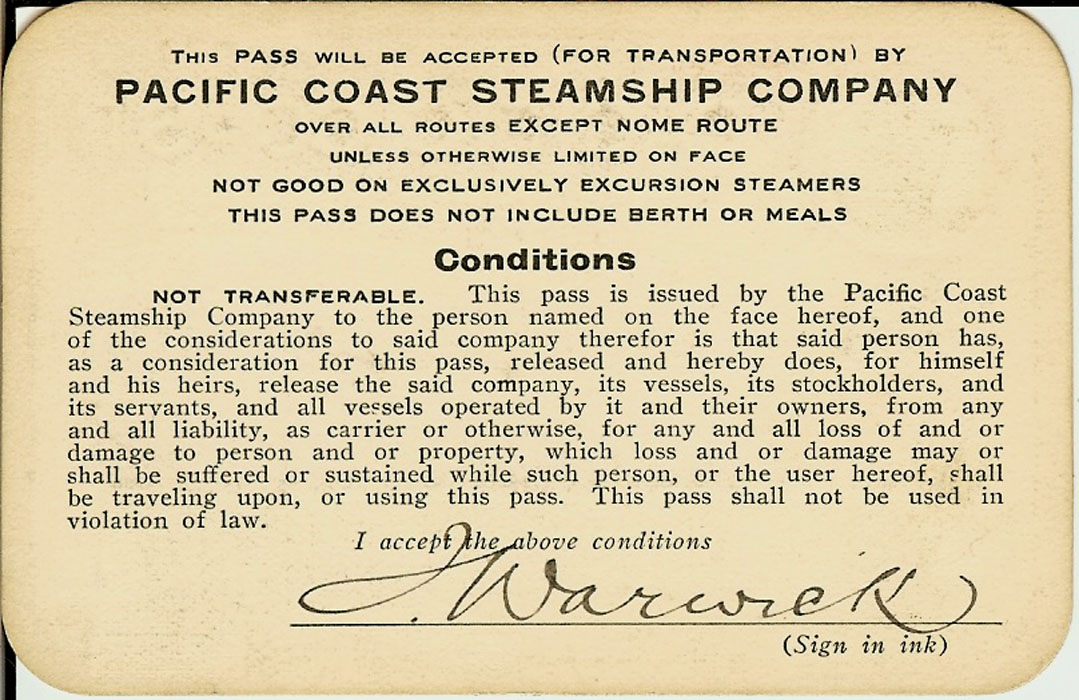 THIS PASS WILL BE ACCEPTED (FOR TRANSPORTATION) BY
PACIFIC COAST STEAMSHIP COMPANY
OVER ALL ROUTES EXCEPT NOME ROUTE
UNLESS OTHERWISE LIMITED ON FACE
NOT GOOD ON EXCLUSIVELY EXCURSION STEAMERS
THIS PASS DOES NOT INCLUDE BERTH OR MEALS
Conditions
NOT TRANSFERABLE. This pass is issued by the Pacific Coast
Steamship Company to the person named on the face hereof, and one
of the considerations to said company therefor is that said person has,
as a consideration for this pass, released and hereby does, for himself
and his heirs, release the said company, its vessels, its stockholders, and
its servants, and all vessels operated by it and their owners, from any
and all liability, as carrier or otherwise, for any and all loss of and or
damage to person and or property, which loss and or damage may or
shall be suffered or sustained while such person, or the user hereof, shall
be traveling upon, or using this pass. This pass shall not be used in
violation of law.
I accept the above conditions
J. Warwick
(Sign in ink)